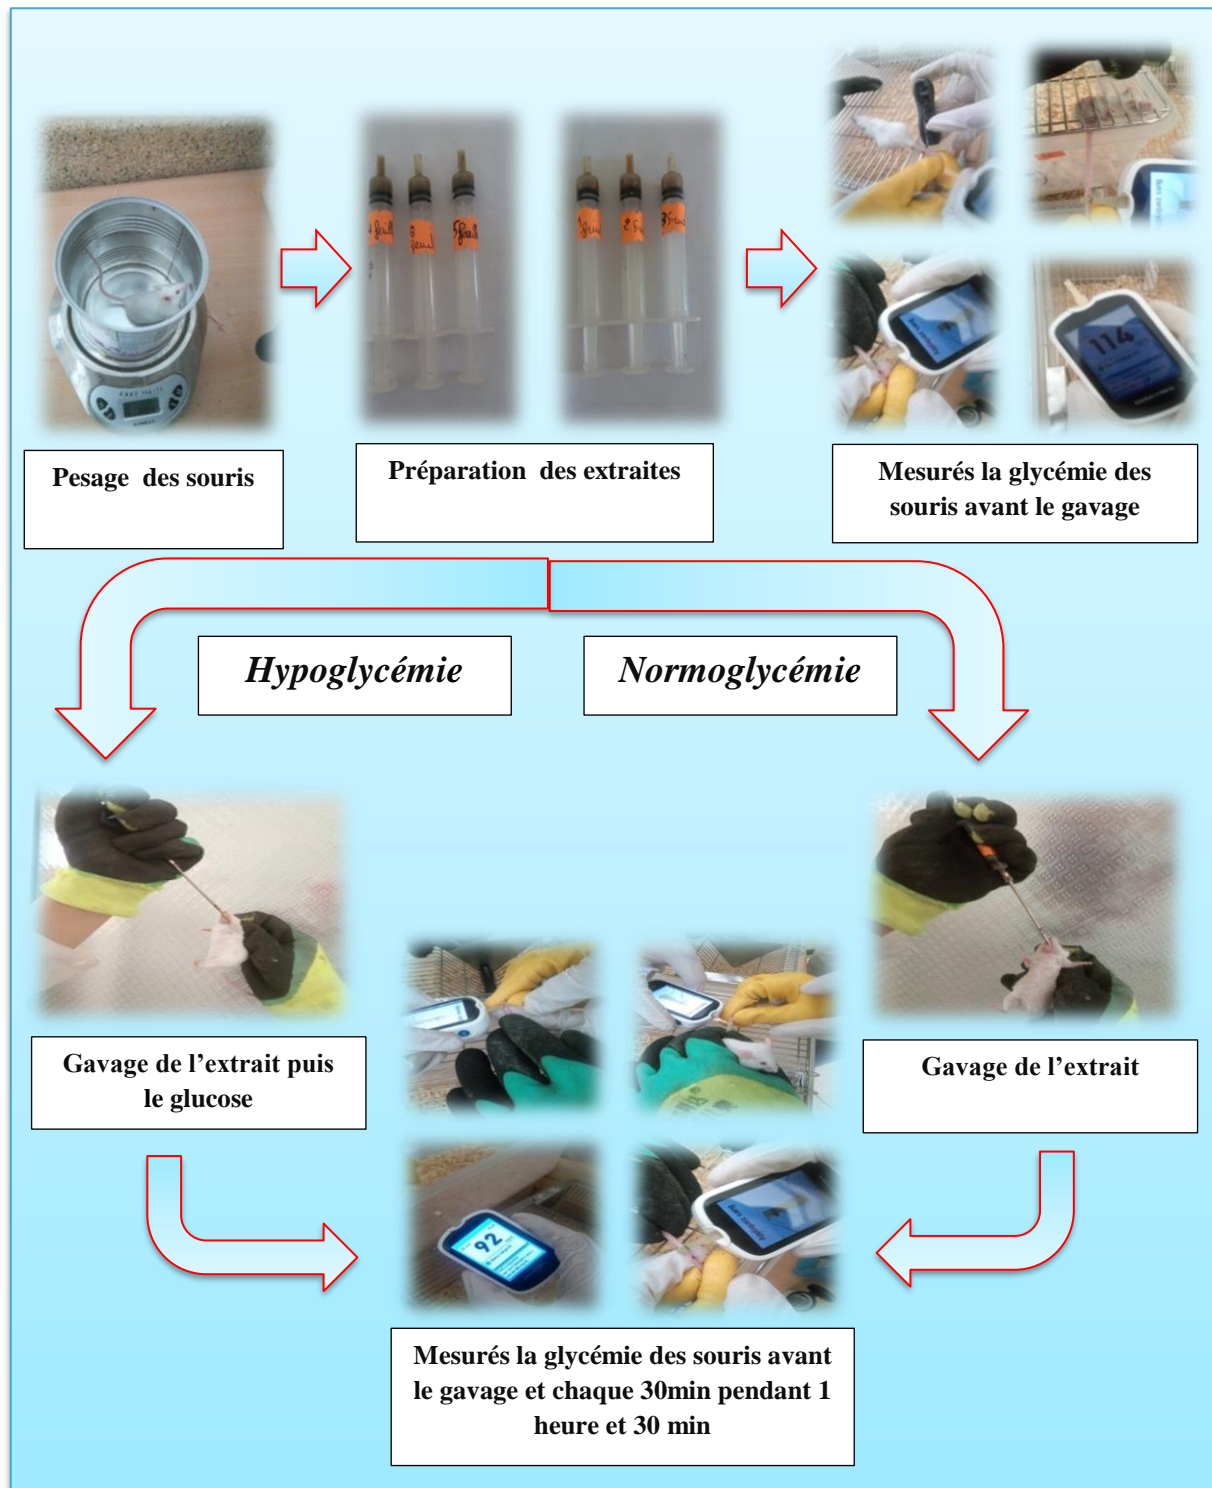 Pesage des souris
Préparation des extraites
Mesurés la glycémie des
souris avant le gavage
114
Hypoglycémie
Normoglycémie
Gavage de l’extrait puis
le glucose
Gavage de l’extrait
92
Mesurés la glycémie des souris avant
le gavage et chaque 30min pendant 1
heure et 30 min